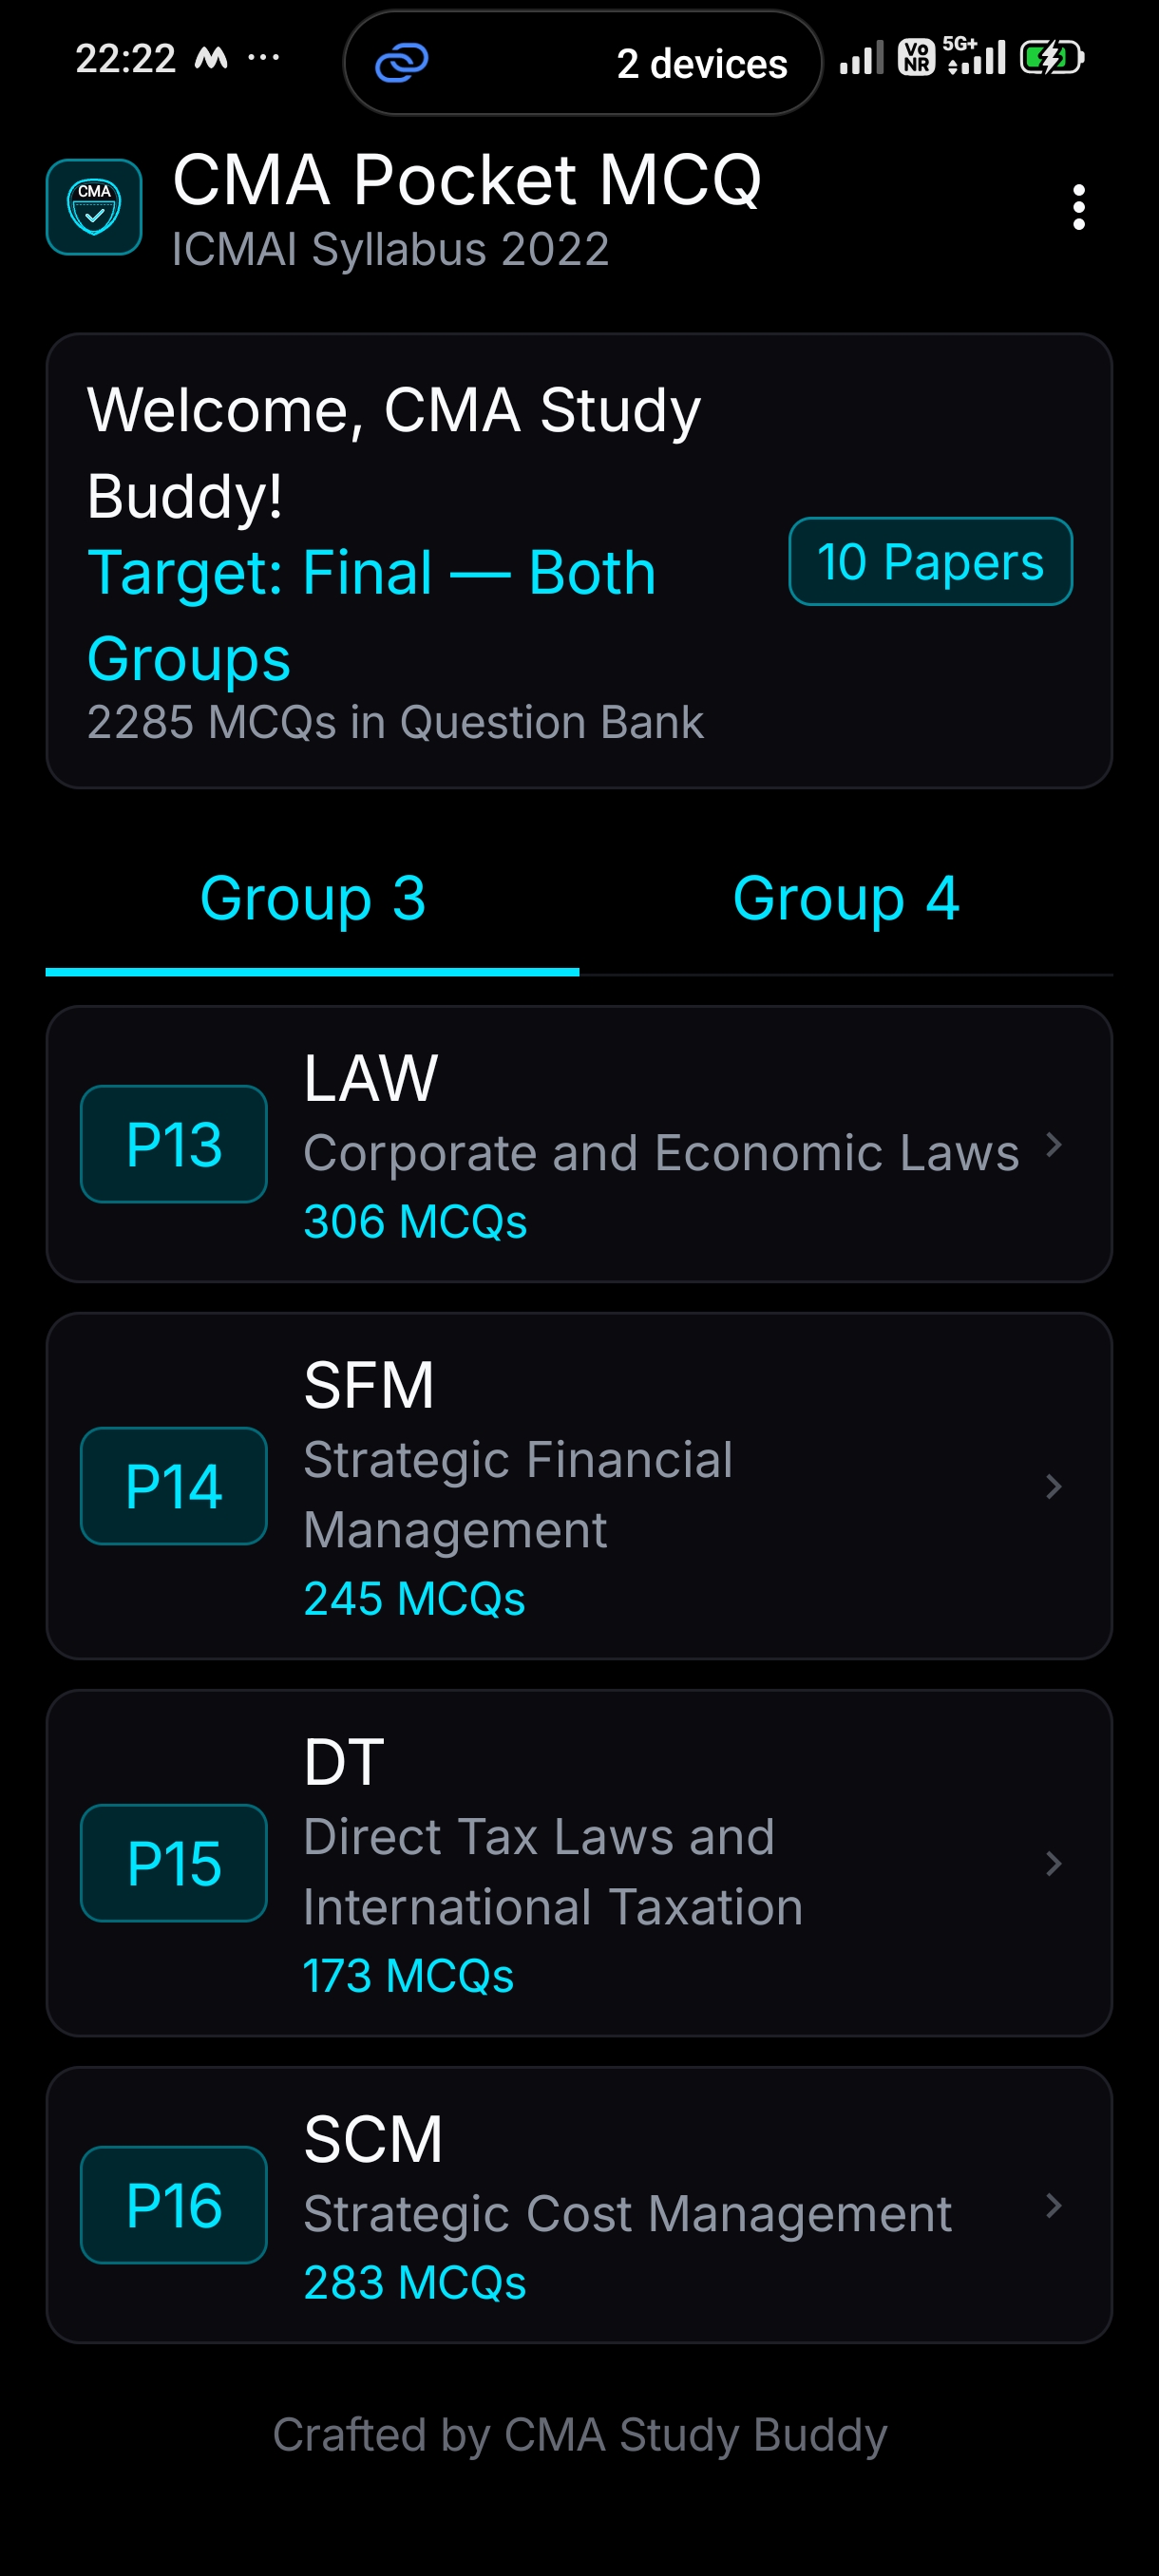 22:22
2 devices
VO
NR
5G+
CMA
CMA Pocket MCQ
ICMAI Syllabus 2022
Welcome, CMA Study
Buddy!
Target: Final — Both
Groups
2285 MCQs in Question Bank
10 Papers
Group 3
Group 4
P13
LAW
Corporate and Economic Laws
306 MCQs
P14
SFM
Strategic Financial
Management
245 MCQs
P15
DT
Direct Tax Laws and
International Taxation
173 MCQs
P16
SCM
Strategic Cost Management
283 MCQs
Crafted by CMA Study Buddy